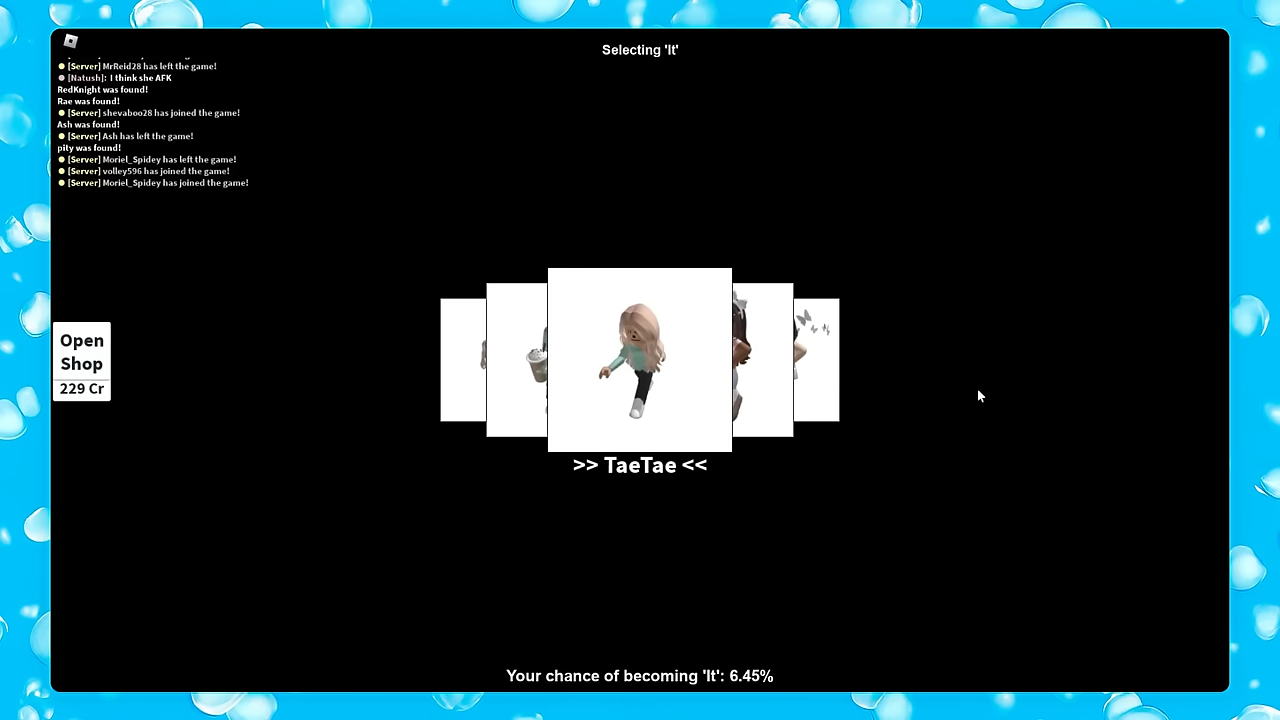 Selecting 'It'
[Server] MrReid28 has left the game!
[Natush]: I think she AFK
RedKnight was found!
Rae was found!
[Server] shevaboo28 has joined the game!
Ash was found!
[Server] Ash has left the game!
pity was found!
[Server] Moriel_Spidey has left the game!
[Server] volley596 has joined the game!
[Server] Moriel_Spidey has joined the game!
Open
Shop
229 Cr
>> TaeTae <<
Your chance of becoming 'It': 6.45%